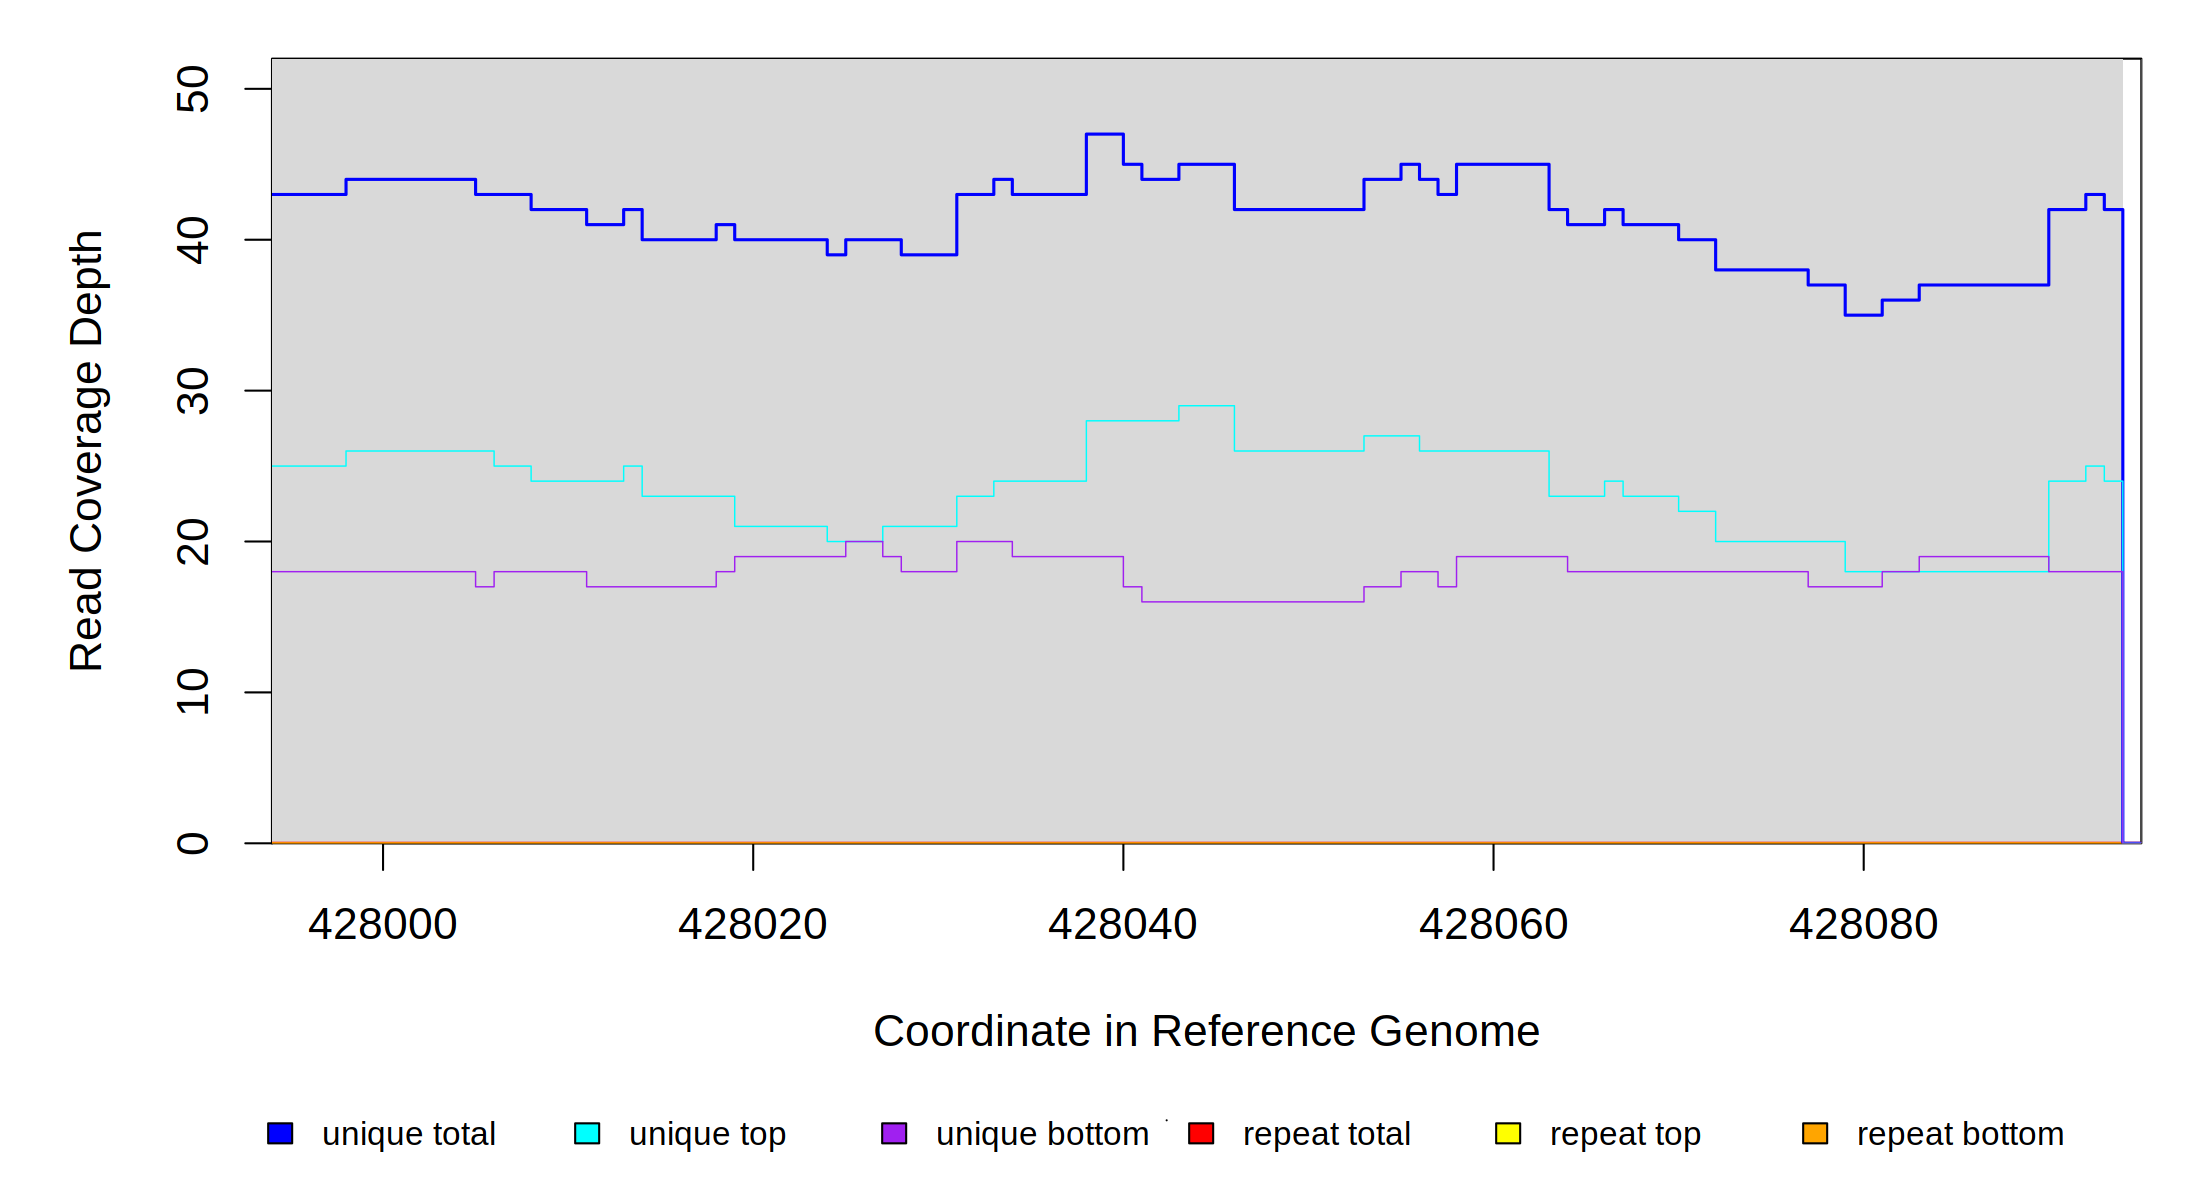 50
40
30
20
10
0
Read Coverage Depth
428000 428020 428040 428060 428080
Coordinate in Reference Genome
unique total unique top unique bottom repeat total repeat top repeat bottom